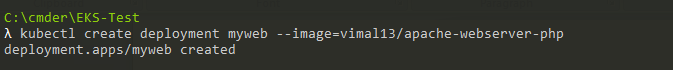 C:\cmder\EKS-Test
λ kubectl create deployment myweb --image=vimal13/apache-webserver-php
deployment.apps/myweb created